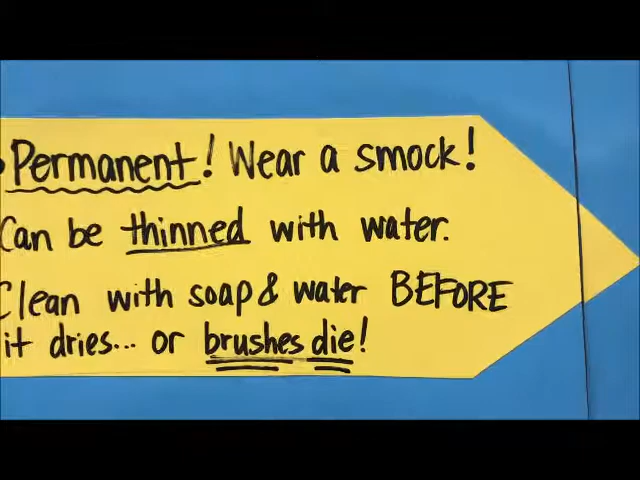 Permanent! Wear a smock!
Can be thinned with water.
Clean with soap & water BEFORE
it dries... or brushes die!